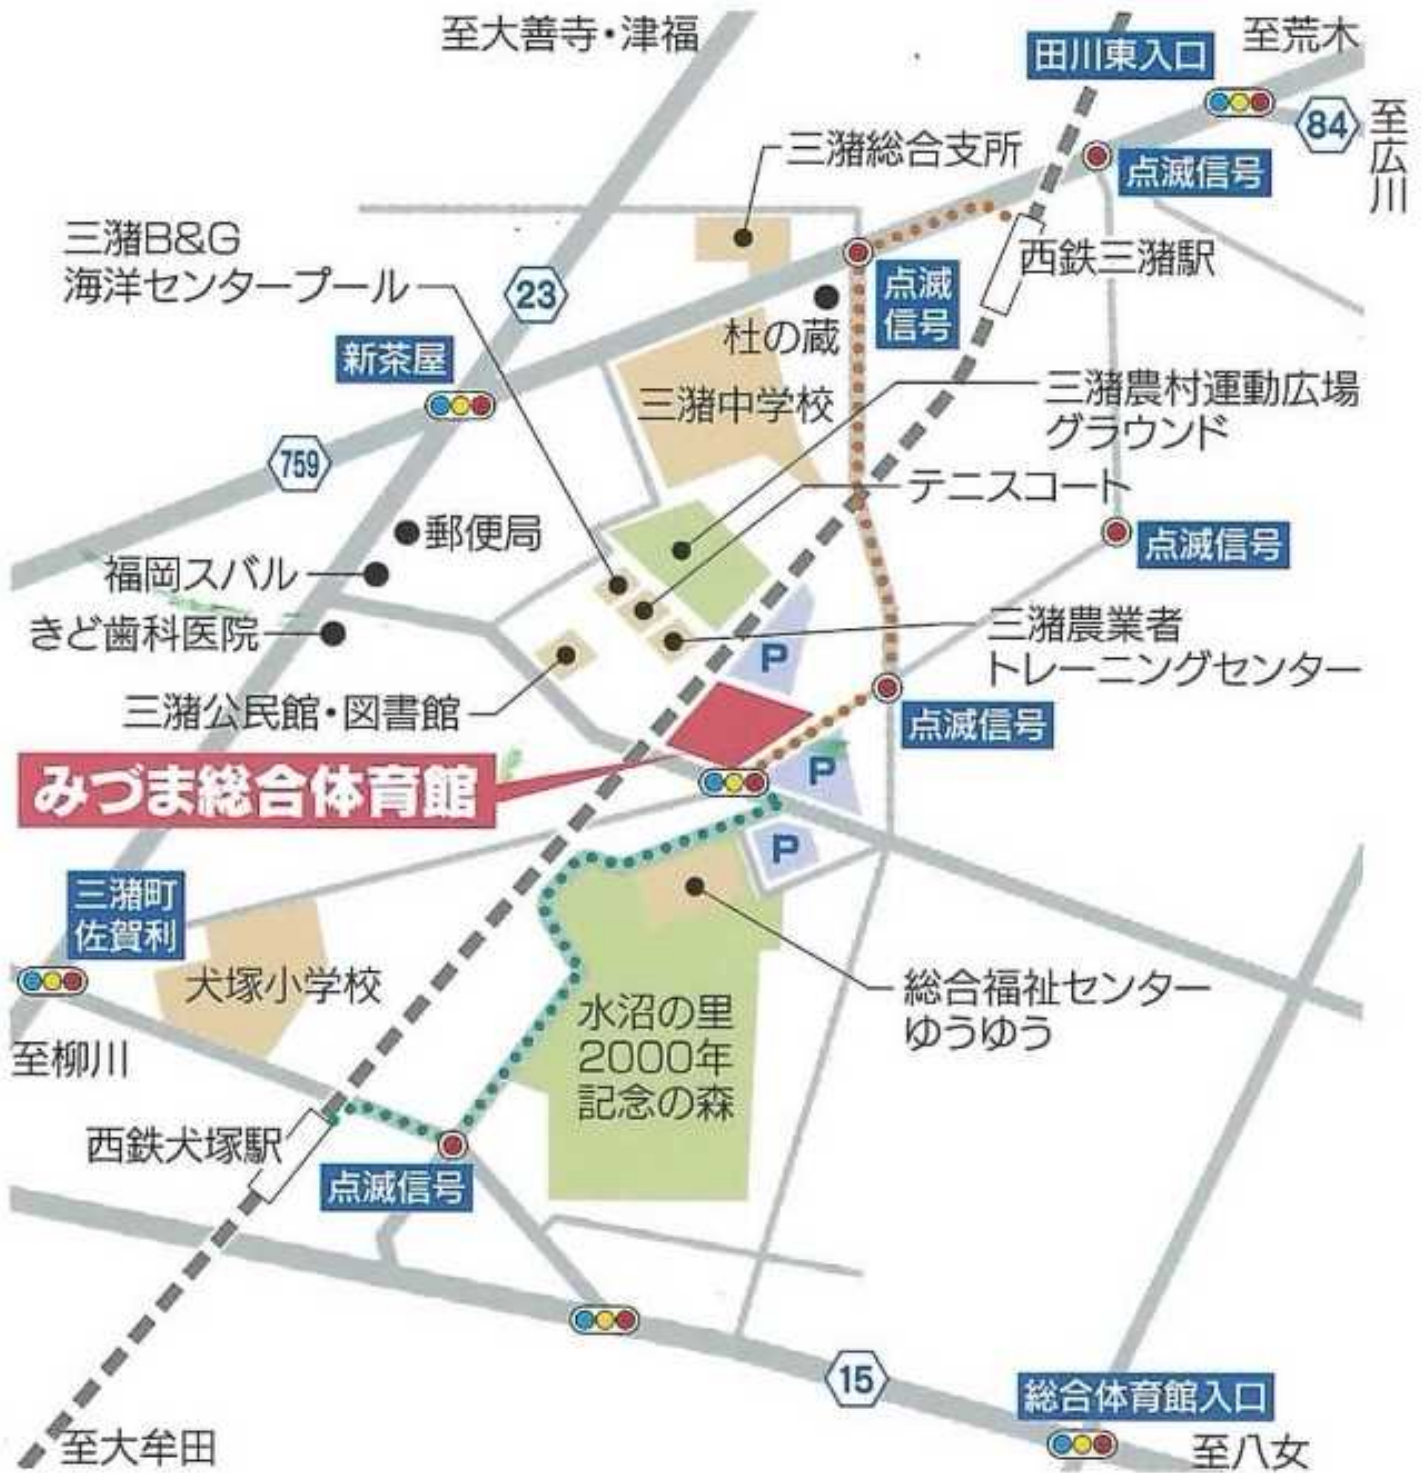 至大善寺・津福
田川東入口
至荒木
84
至広川
三潴総合支所
点滅信号
三潴B&G
海洋センタープール
23
西鉄三潴駅
点滅
信号
杜の蔵
新茶屋
三潴中学校
三潴農村運動広場
グラウンド
759
テニスコート
郵便局
点滅信号
福岡スバル
きど歯科医院
三潴農業者
トレーニングセンター
P
三潴公民館・図書館
点滅信号
みづま総合体育館
P
P
三潴町
佐賀利
犬塚小学校
総合福祉センター
ゆうゆう
水沼の里
2000年
記念の森
至柳川
西鉄犬塚駅
点滅信号
15
総合体育館入口
至大牟田
至八女